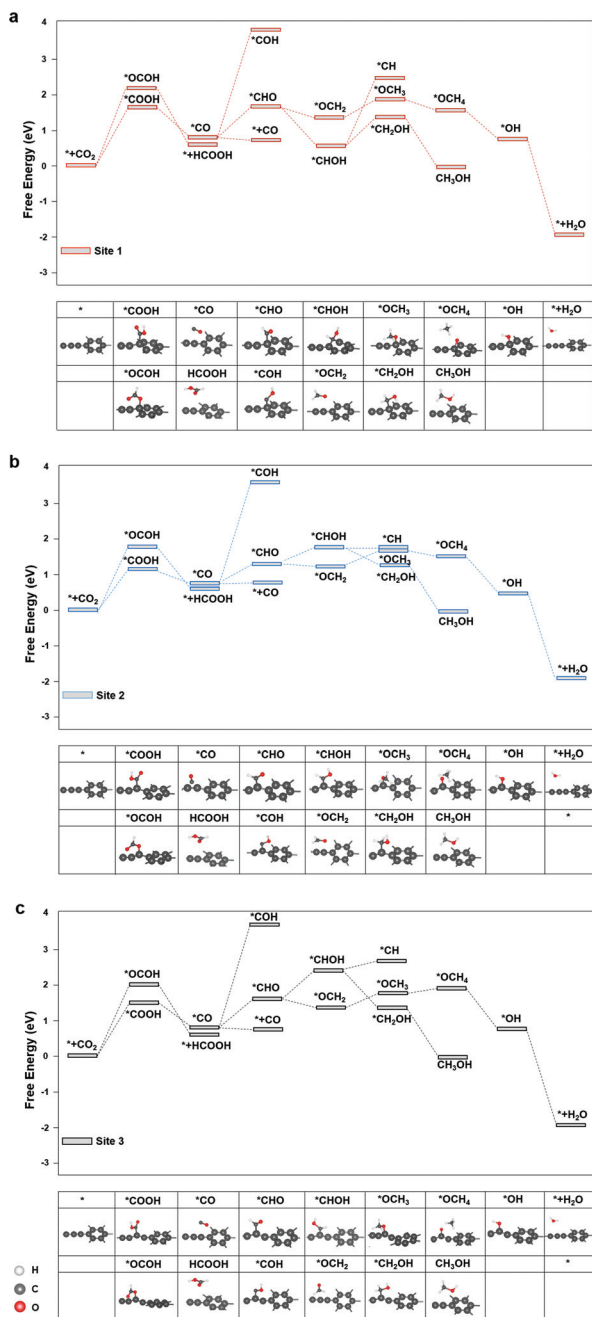 a
4
*COH
*CH
3
*OCOH
*CHO
*OCH3
*OCH2
*OCH4
2
*COOH
*CO
*+CO
*CH2OH
*OH
1
*+CO2
*+HCOOH
*CHOH
CH3OH
0
-1
-2
*+H2O
-3
Free Energy (eV)
Site 1
* *COOH *CO *CHO *CHOH *OCH3 *OCH4 *OH *+H2O
*OCOH HCOOH *COH *OCH2 *CH2OH CH3OH
b
4
*COH
3
*OCOH
*CHO
*CHOH
*CH
*OCH4
2
*COOH
*CO
*OCH3
*OCH2
*CH2OH
*OH
1
*+CO2
*+CO
*+HCOOH
CH3OH
0
-1
-2
*+H2O
-3
Free Energy (eV)
Site 2
* *COOH *CO *CHO *CHOH *OCH3 *OCH4 *OH *+H2O
*OCOH HCOOH *COH *OCH2 *CH2OH CH3OH *
c
4
*COH
3
*CHOH
*CH
*OCOH
*CHO
*OCH3
*OCH4
2
*COOH
*CO
*OCH2
*CH2OH
*OH
1
*+CO2
*+CO
*+HCOOH
CH3OH
0
-1
-2
*+H2O
-3
Free Energy (eV)
Site 3
* *COOH *CO *CHO *CHOH *OCH3 *OCH4 *OH *+H2O
*OCOH HCOOH *COH *OCH2 *CH2OH CH3OH *
H
C
O